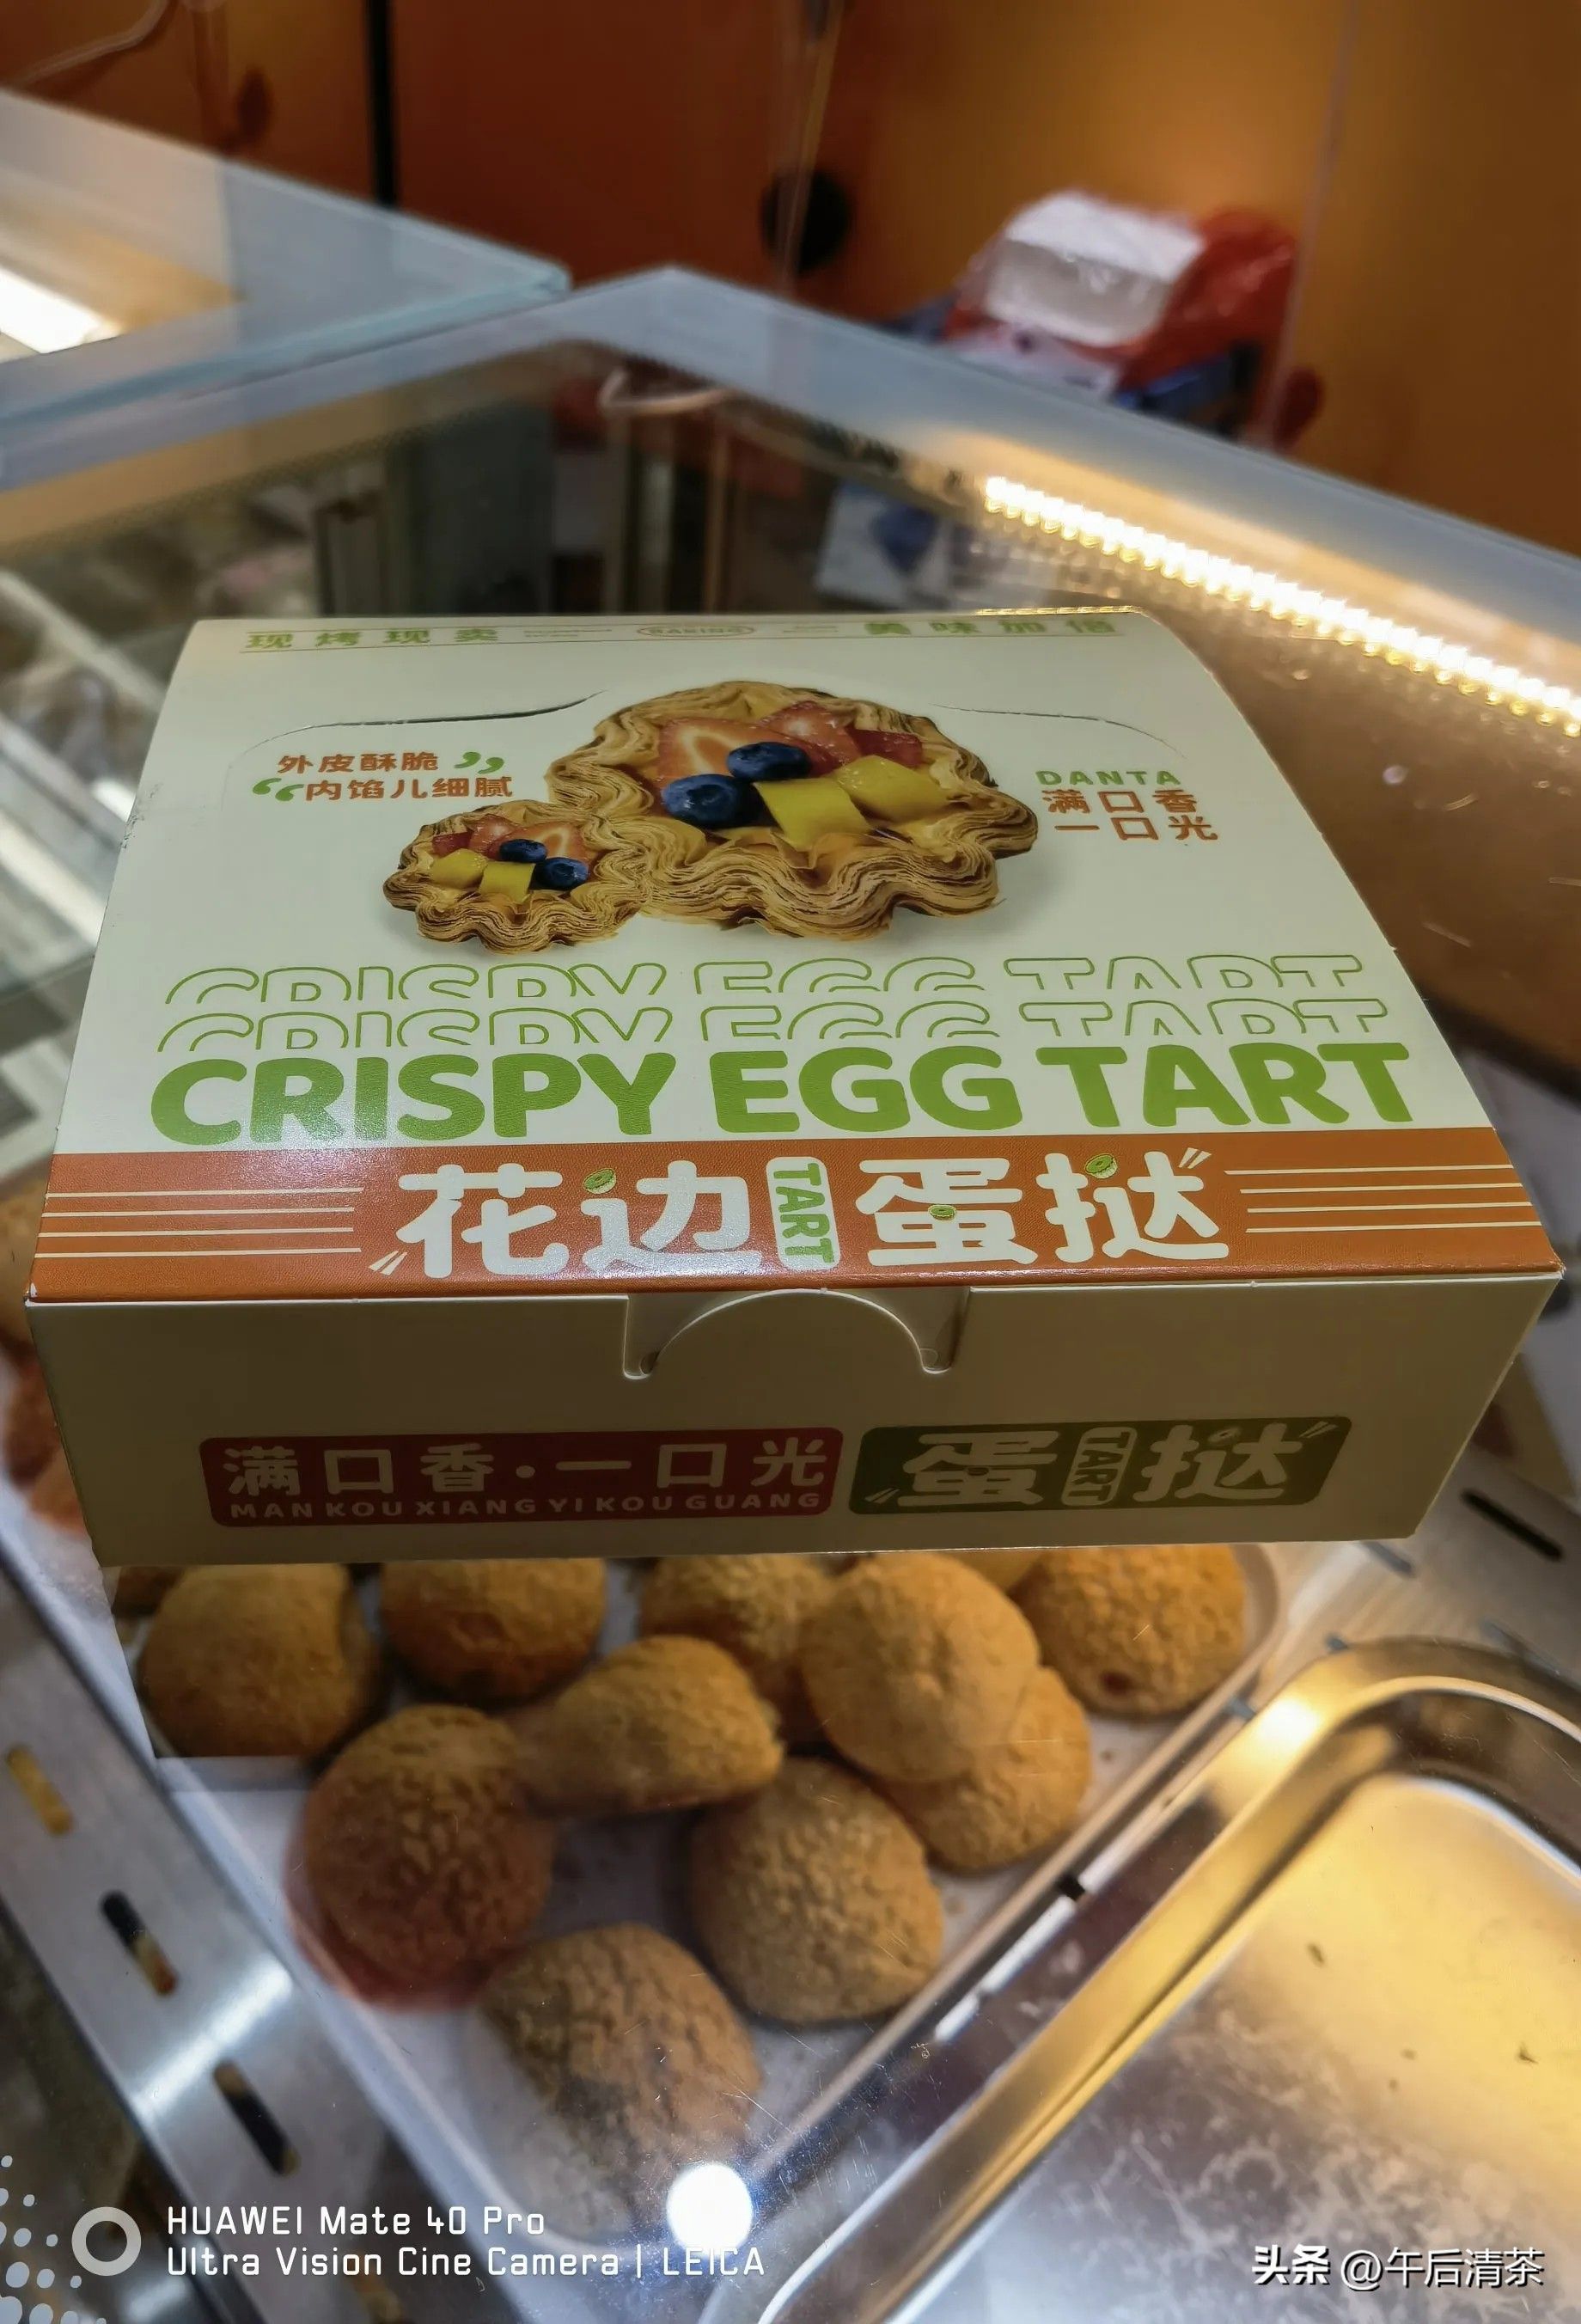 现烤现卖 BAKING 美味加倍
外皮酥脆
内馅儿细腻
DANTA
满口香
一口光
CRISPY EGG TART
CRISPY EGG TART
CRISPY EGG TART
花边 TART 蛋挞
满口香·一口光 蛋 TART 挞
MAN KOU XIANG YI KOU GUANG
HUAWEI Mate 40 Pro
Ultra Vision Cine Camera | LEICA
头条 @午后清茶